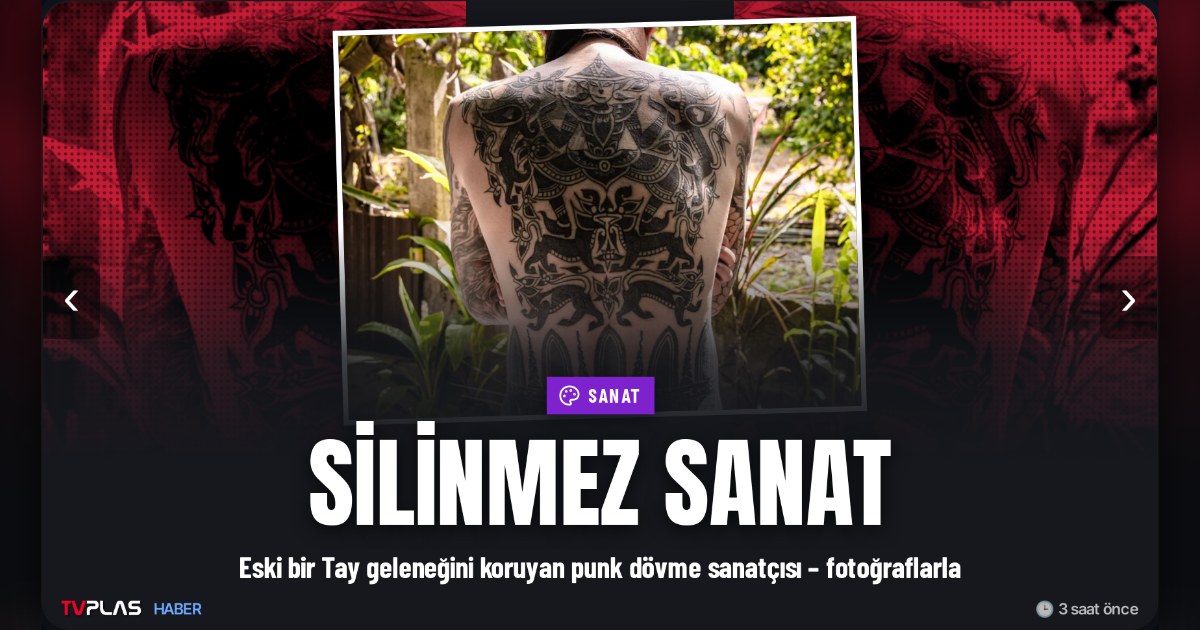 SANAT
SİLİNMEZ SANAT
Eski bir Tay geleneğini koruyan punk dövme sanatçısı – fotoğraflarla
TVPLAS HABER
3 saat önce